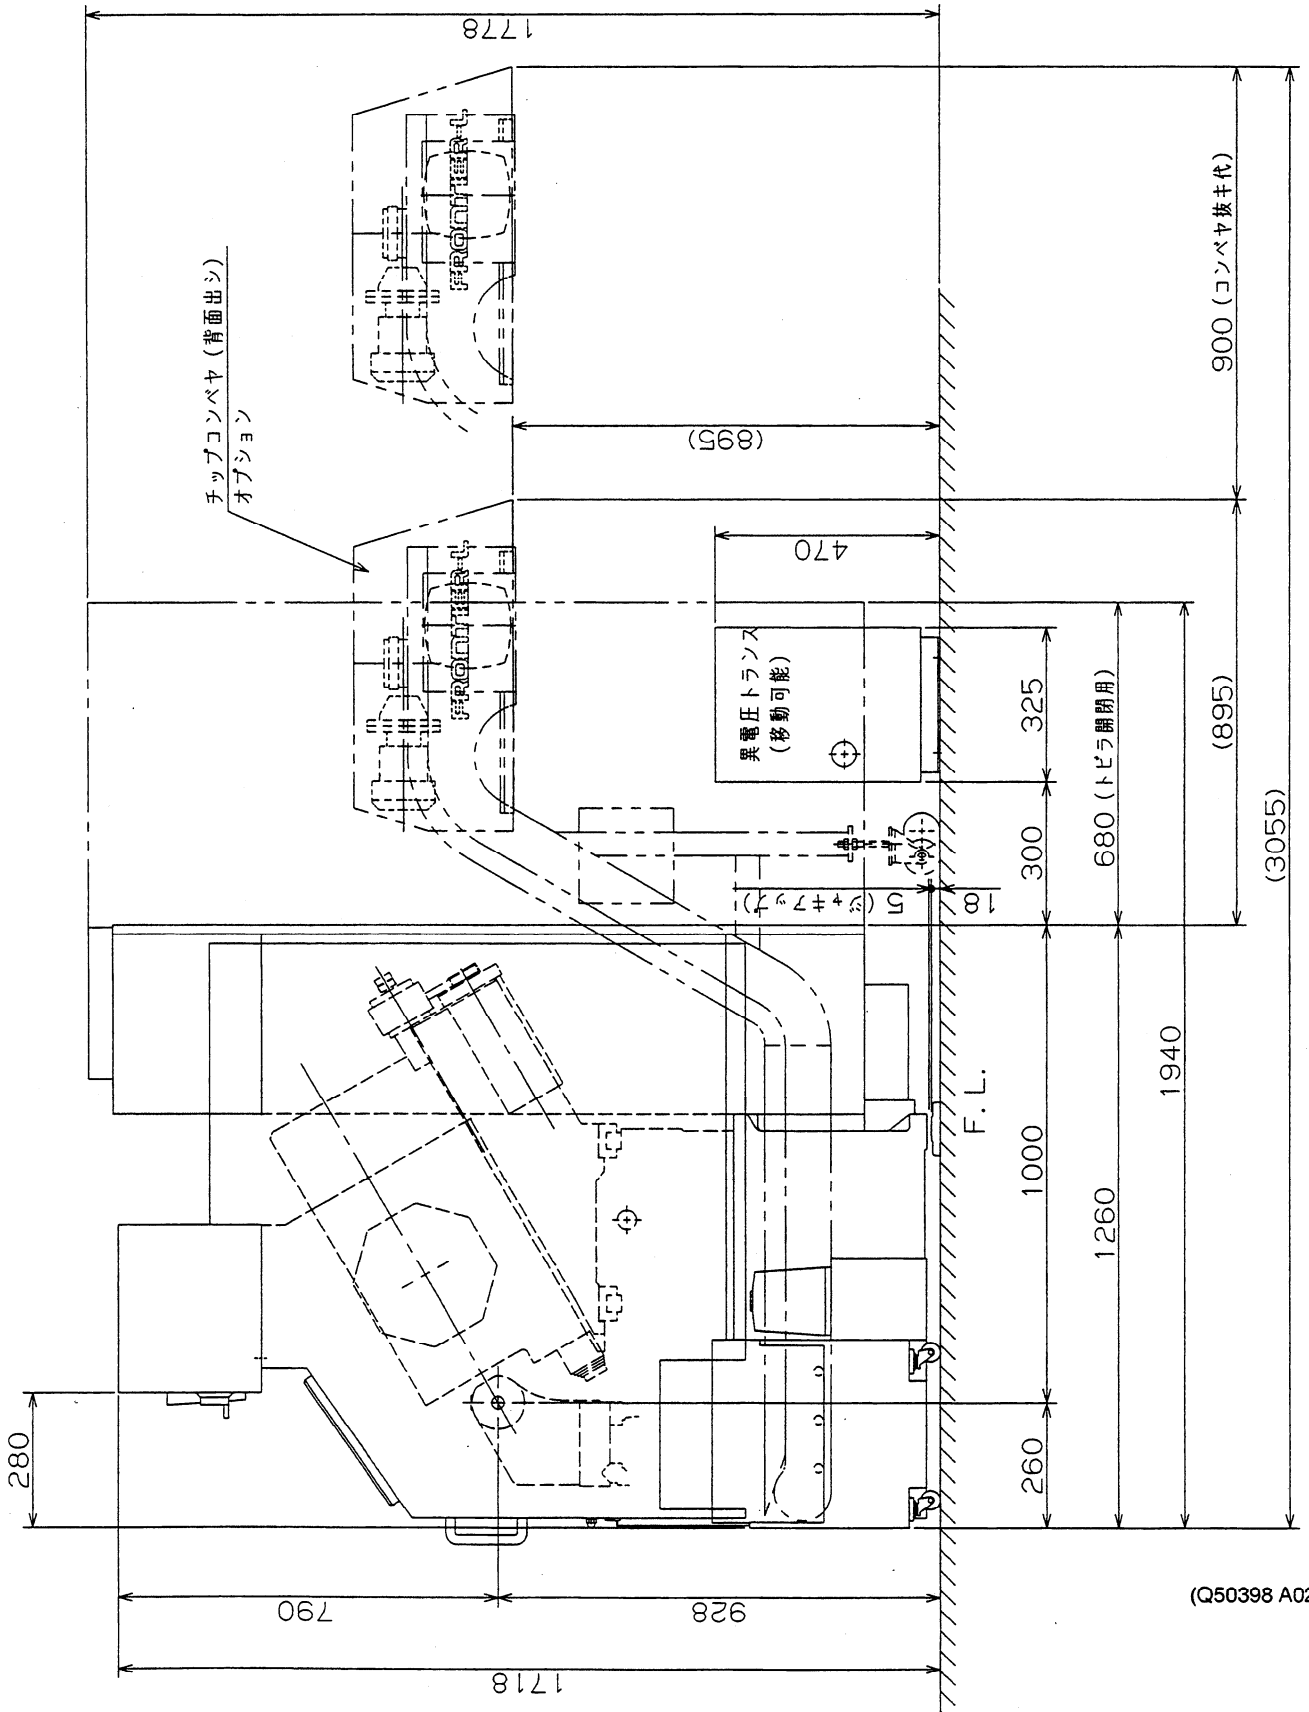 1778
チップコンベヤ (背面出シ)
オプション
FRONTIER-L
FRONTIER-L
(895)
900 (コンベヤ抜キ代)
470
異電圧トランス
(移動可能)
325
300
680 (トビラ開閉用)
(895)
(3055)
5 (ジャキアップ)
18
F. L.
1940
1000
1260
280
260
790
928
1718
(Q50398 A02